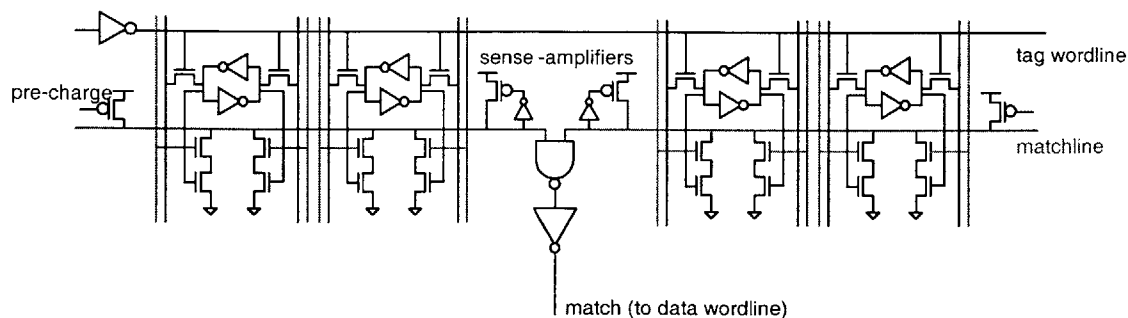 sense -amplifiers
tag wordline
pre-charge
matchline
match (to data wordline)